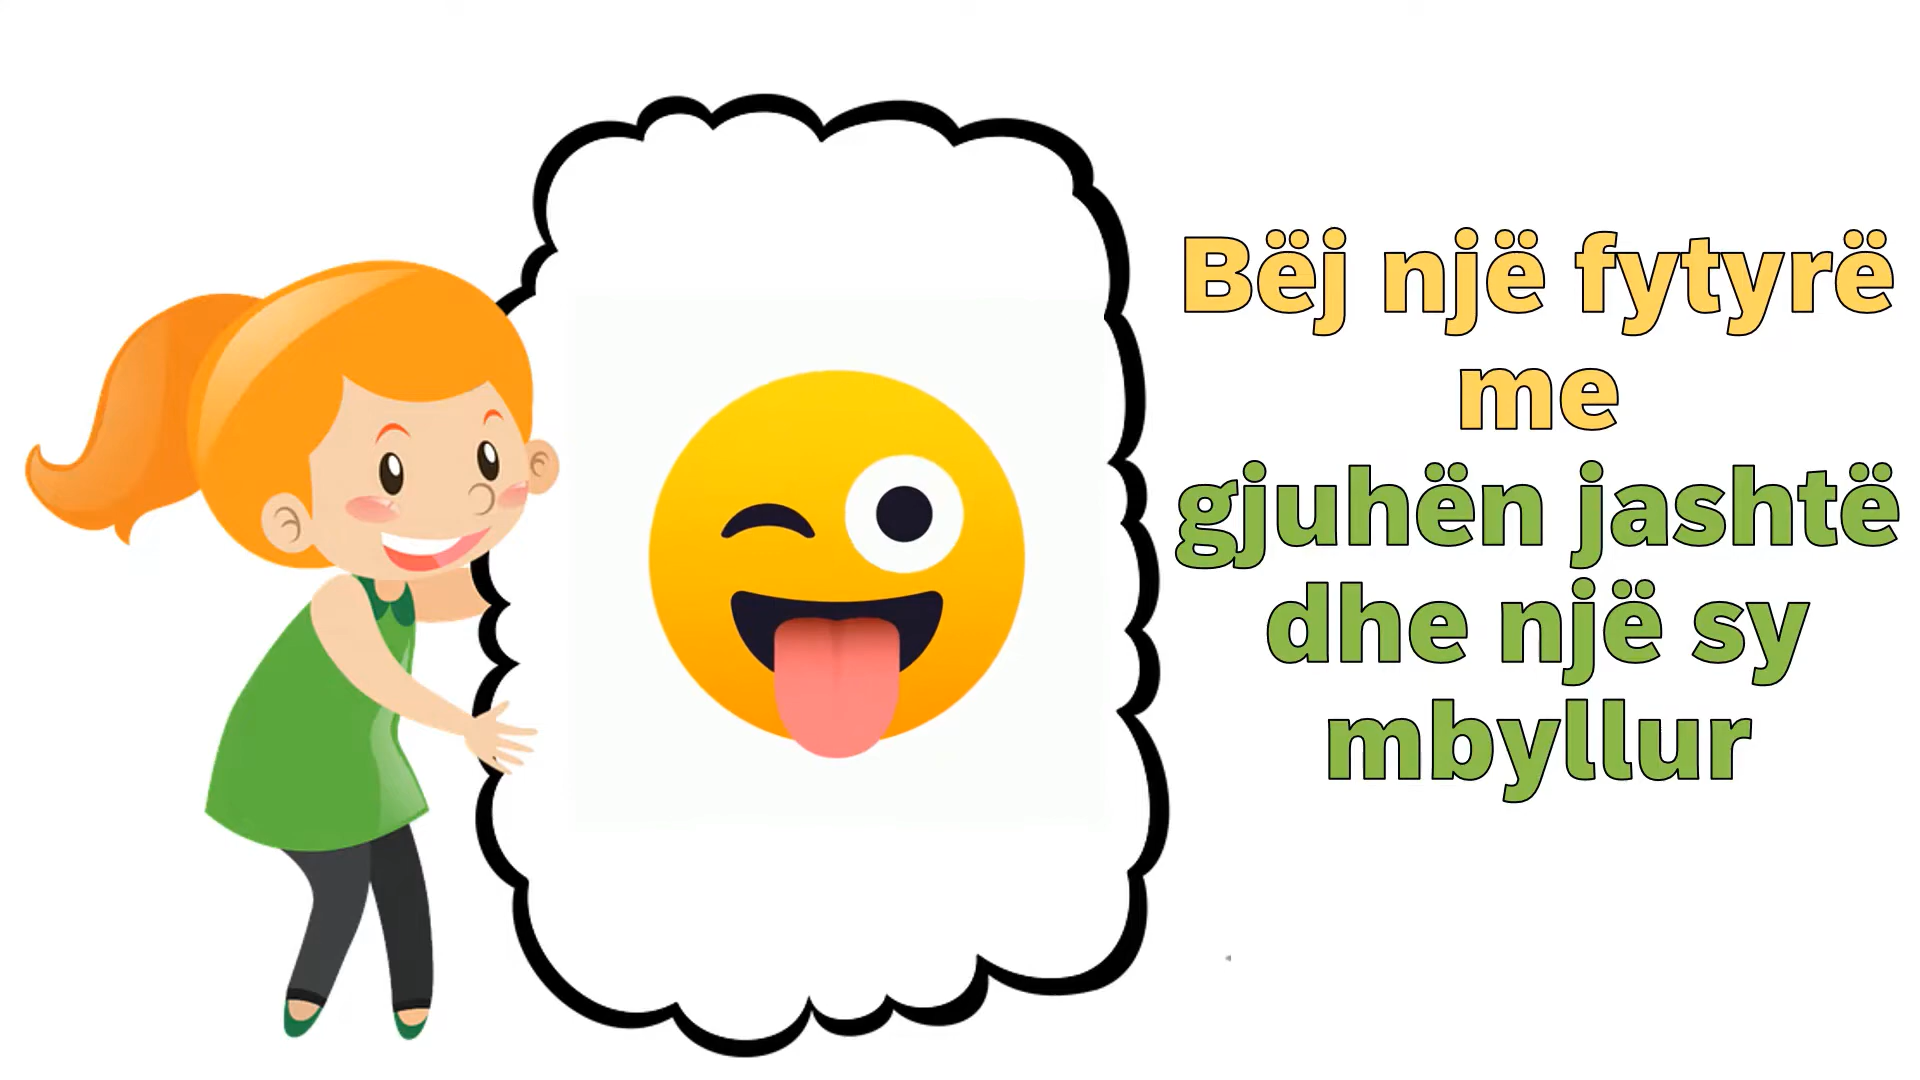 Bëj një fytyrë
me
gjuhën jashtë
dhe një sy
mbyllur